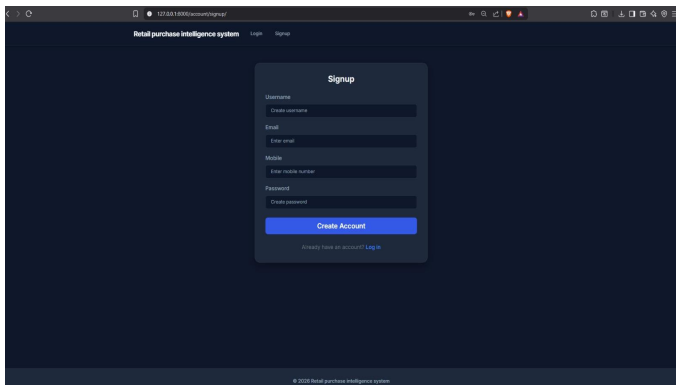 127.0.0.1:8000/account/signup/
Retail purchase intelligence system Login Signup
Signup
Username
Create username
Email
Enter email
Mobile
Enter mobile number
Password
Create password
Create Account
Already have an account? Log in
© 2026 Retail purchase intelligence system